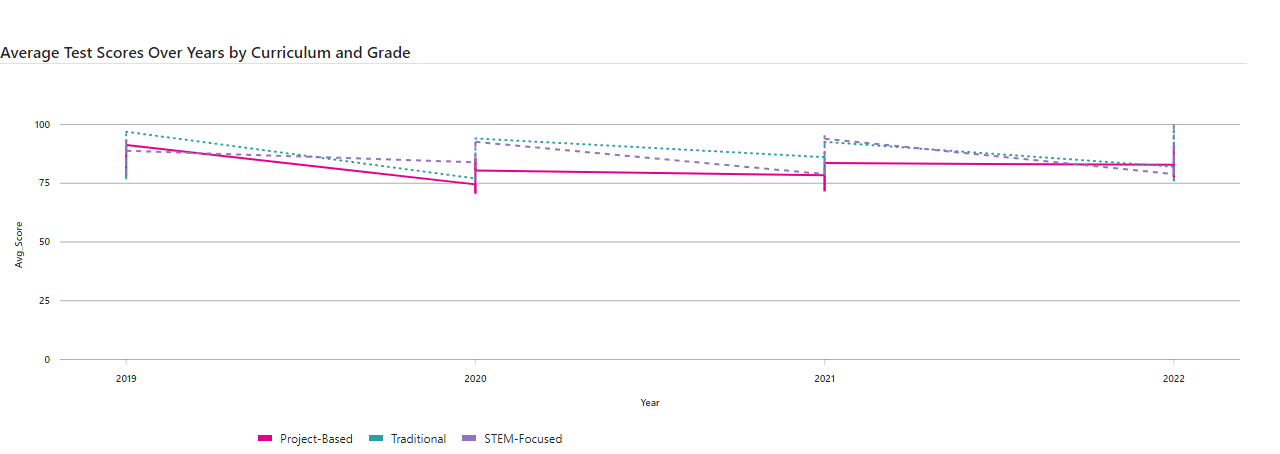 Average Test Scores Over Years by Curriculum and Grade
100
75
50
25
0
Avg_Score
2019 2020 2021 2022
Year
Project-Based Traditional STEM-Focused